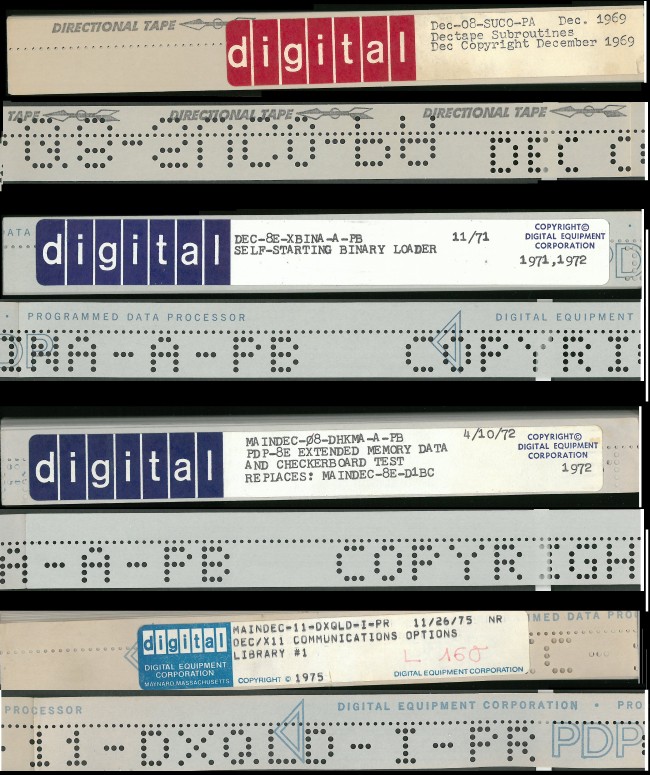 DIRECTIONAL TAPE
digital
Dec-08-SUCO-PA Dec. 1969
Dectape Subroutines
Dec Copyright December 1969
TAPE DIRECTIONAL TAPE DIRECTIONAL TAPE
DEC
DATA
digital
DEC-8E-XBINA-A-PB 11/71
SELF-STARTING BINARY LOADER
COPYRIGHT©
DIGITAL EQUIPMENT
CORPORATION
1971,1972
• PROGRAMMED DATA PROCESSOR DIGITAL EQUIPMENT
A-A-PB COPYRI
digital
MAINDEC-Ø8-DHKMA-A-PB 4/10/72
PDP-8E EXTENDED MEMORY DATA
AND CHECKERBOARD TEST
REPLACES: MAINDEC-8E-D1BC
COPYRIGHT©
DIGITAL EQUIPMENT
CORPORATION
1972
A-A-PB COPYRIGH
digital
DIGITAL EQUIPMENT
CORPORATION
MAYNARD MASSACHUSETTS
MAINDEC-11-DXQLD-I-PR 11/26/75 NR
DEC/X11 COMMUNICATIONS OPTIONS
LIBRARY #1
L 160
COPYRIGHT © 1975 DIGITAL EQUIPMENT CORPORATION
MED DATA PRO
PROCESSOR DIGITAL EQUIPMENT CORPORATION • PRO
-11-DXQLD-I-PR PDP